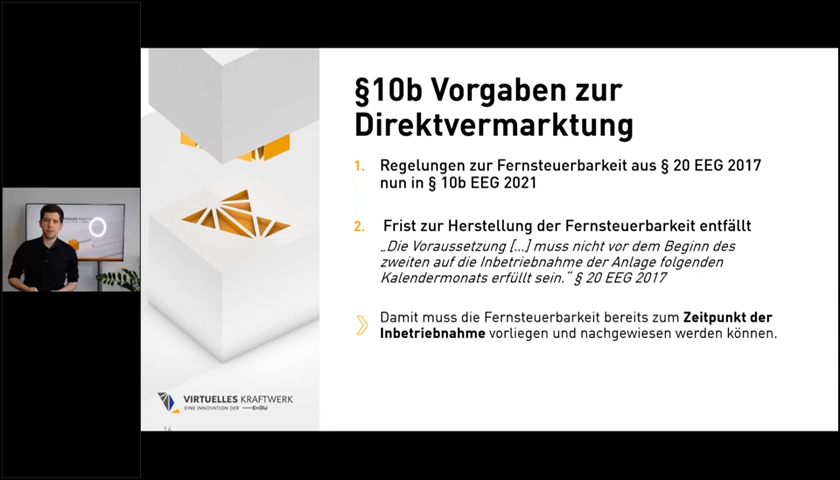 VIRTUELLES KRAFTW
§10b Vorgaben zur
Direktvermarktung
1. Regelungen zur Fernsteuerbarkeit aus § 20 EEG 2017
nun in § 10b EEG 2021
2. Frist zur Herstellung der Fernsteuerbarkeit entfällt
„Die Voraussetzung [...] muss nicht vor dem Beginn des
zweiten auf die Inbetriebnahme der Anlage folgenden
Kalendermonats erfüllt sein.“ § 20 EEG 2017
Damit muss die Fernsteuerbarkeit bereits zum Zeitpunkt der
Inbetriebnahme vorliegen und nachgewiesen werden können.
VIRTUELLES KRAFTWERK
EINE INNOVATION DER EnBW